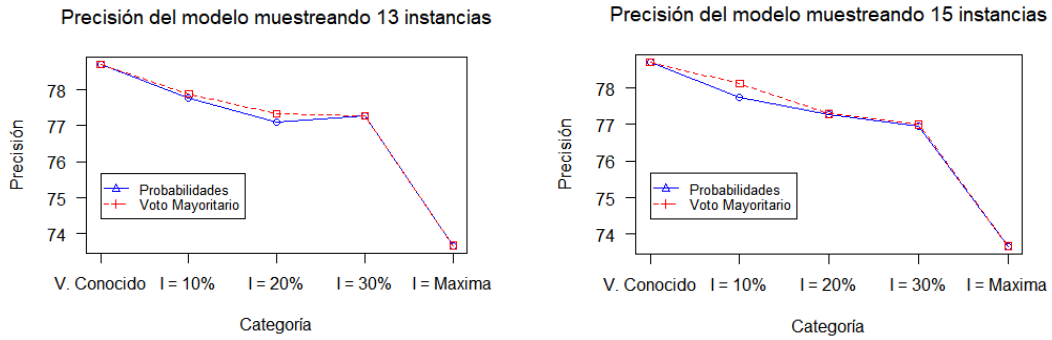 Precisión del modelo muestreando 13 instancias
Precisión
78
77
76
75
74
Probabilidades
Voto Mayoritario
V. Conocido I = 10% I = 20% I = 30% I = Maxima
Categoría
Precisión del modelo muestreando 15 instancias
Precisión
78
77
76
75
74
Probabilidades
Voto Mayoritario
V. Conocido I = 10% I = 20% I = 30% I = Maxima
Categoría